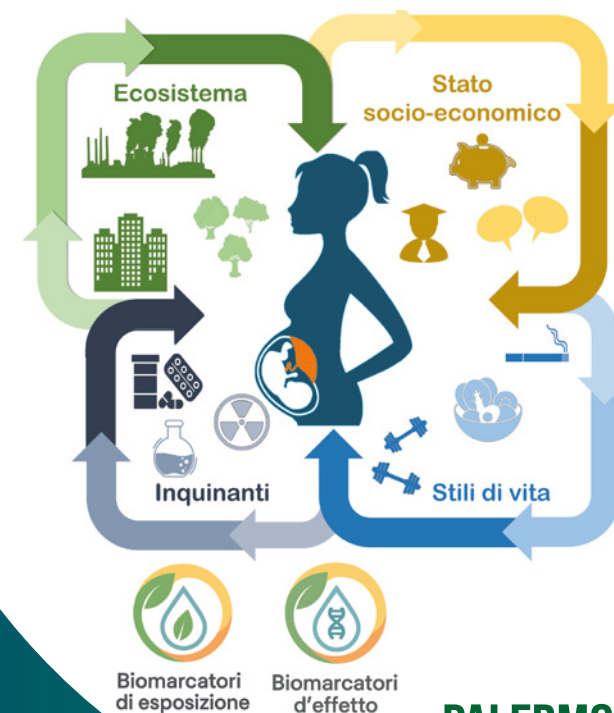 Ecosistema
Stato
socio-economico
Inquinanti
Stili di vita
Biomarcatori
di esposizione
Biomarcatori
d'effetto